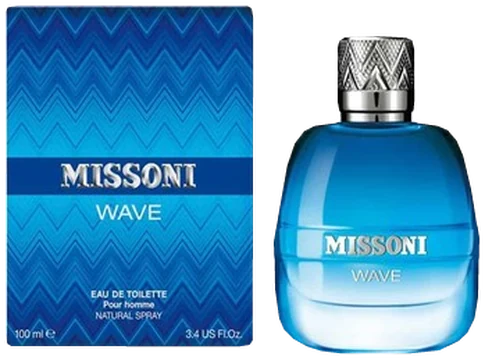 MISSONI
WAVE
EAU DE TOILETTE
Pour homme
NATURAL SPRAY
100 ml ℮
3.4 US Fl.Oz.
MISSONI
WAVE